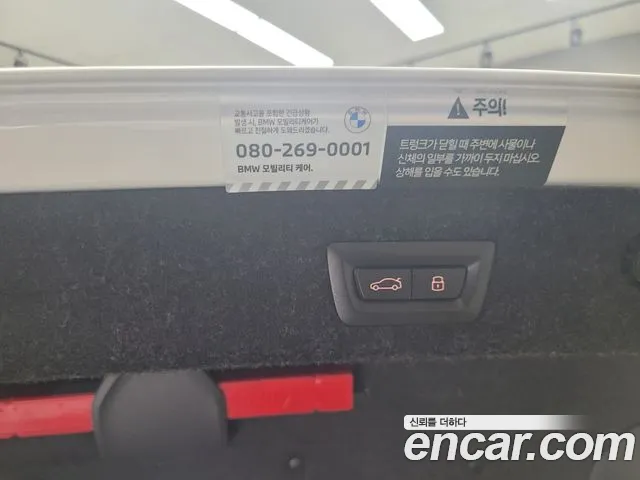 교통사고를 포함한 긴급상황
발생 시, BMW 모빌리티케어가
빠르고 친절하게 도와드리겠습니다.
080-269-0001
BMW 모빌리티 케어.
주의!
트렁크가 닫힐 때 주변에 사물이나
신체의 일부를 가까이 두지 마십시오.
상해를 입을 수도 있습니다.
신뢰를 더하다
encar.com